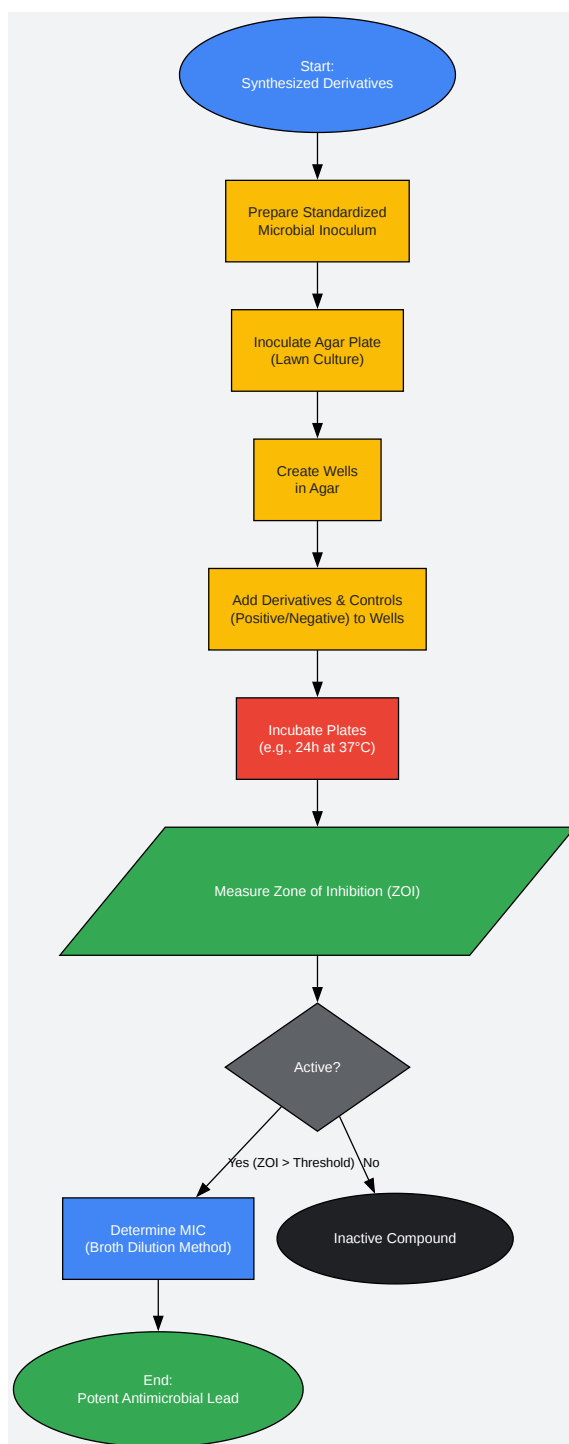 Start:
Synthesized Derivatives
Prepare Standardized
Microbial Inoculum
Inoculate Agar Plate
(Lawn Culture)
Create Wells
in Agar
Add Derivatives & Controls
(Positive/Negative) to Wells
Incubate Plates
(e.g., 24h at 37°C)
Measure Zone of Inhibition (ZOI)
Active?
Yes (ZOI > Threshold)
No
Determine MIC
(Broth Dilution Method)
Inactive Compound
End:
Potent Antimicrobial Lead